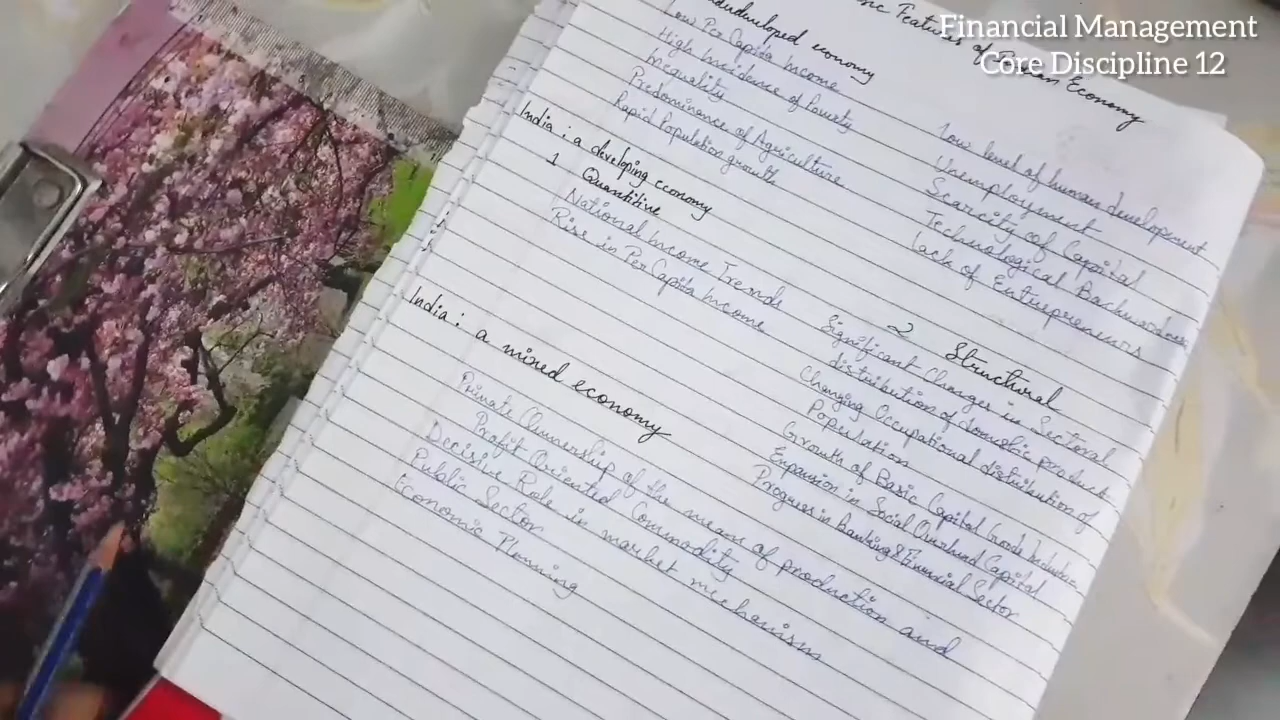 Financial Management
Core Discipline 12
Features of Indian Economy
economy
Low Per Capita Income
High Incidence of Poverty
Inequality
Predominance of Agriculture
Rapid Population growth
Low level of human development
Unemployment
Scarcity of Capital
Technological Backwardness
Lack of Entrepreneurs
India : a developing economy
1
Quantitive
National Income Trends
Rise in Per Capita Income
2 Structural
Significant Changes in Sectoral
distribution of domestic product
Changing Occupational distribution of
Population
Growth of Basic Capital Goods Industries
Expansion in Social Overhead Capital
Progress in Banking & Financial Sector
India : a mixed economy
Private Ownership of the means of production and
Profit Oriented Commodity
Decisive Role in market mechanism
Public Sector
Economic Planning